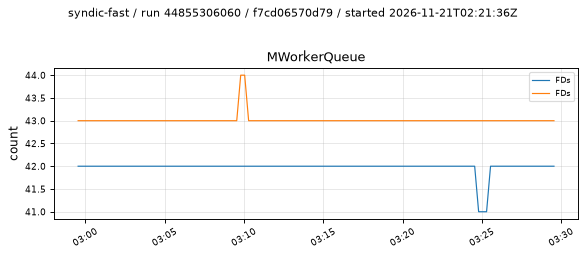 syndic-fast / run 44855306060 / f7cd06570d79 / started 2026-11-21T02:21:36Z
MWorkerQueue
count
44.0
43.5
43.0
42.5
42.0
41.5
41.0
FDs
FDs
03:00
03:05
03:10
03:15
03:20
03:25
03:30